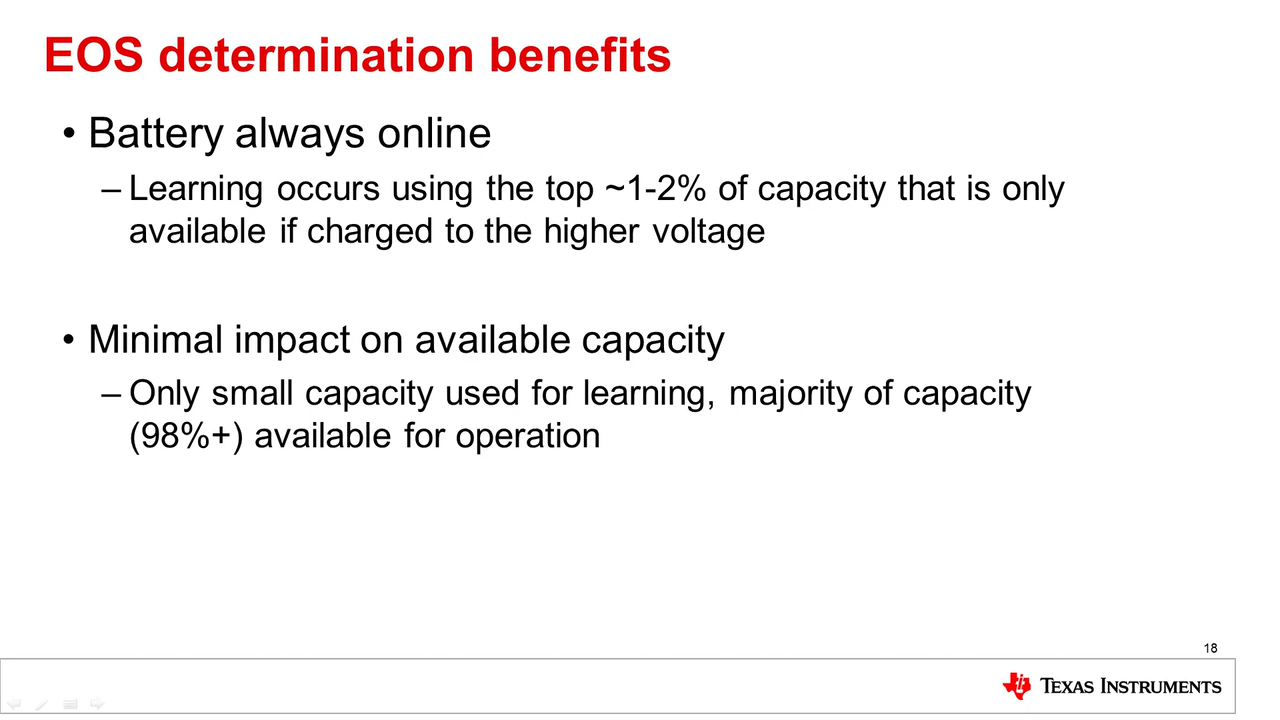 EOS determination benefits
• Battery always online
– Learning occurs using the top ~1-2% of capacity that is only
available if charged to the higher voltage
• Minimal impact on available capacity
– Only small capacity used for learning, majority of capacity
(98%+) available for operation
18
TEXAS INSTRUMENTS